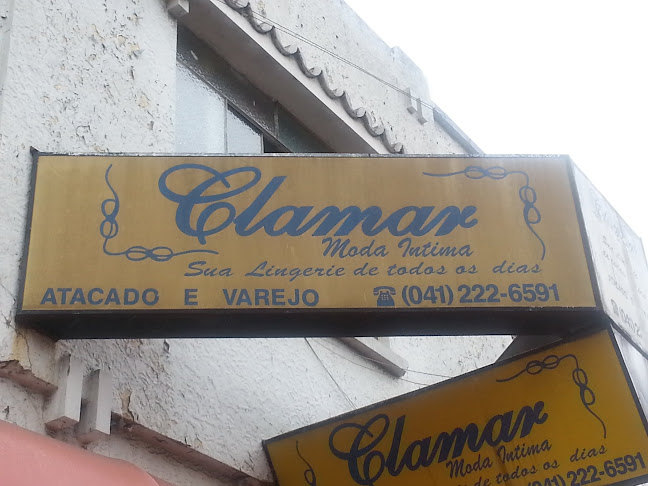 Clamar
Moda Intima
Sua Lingerie de todos os dias
ATACADO E VAREJO ☎ (041) 222-6591
Clamar
Moda Intima
de todos os dias
(041) 222-6591